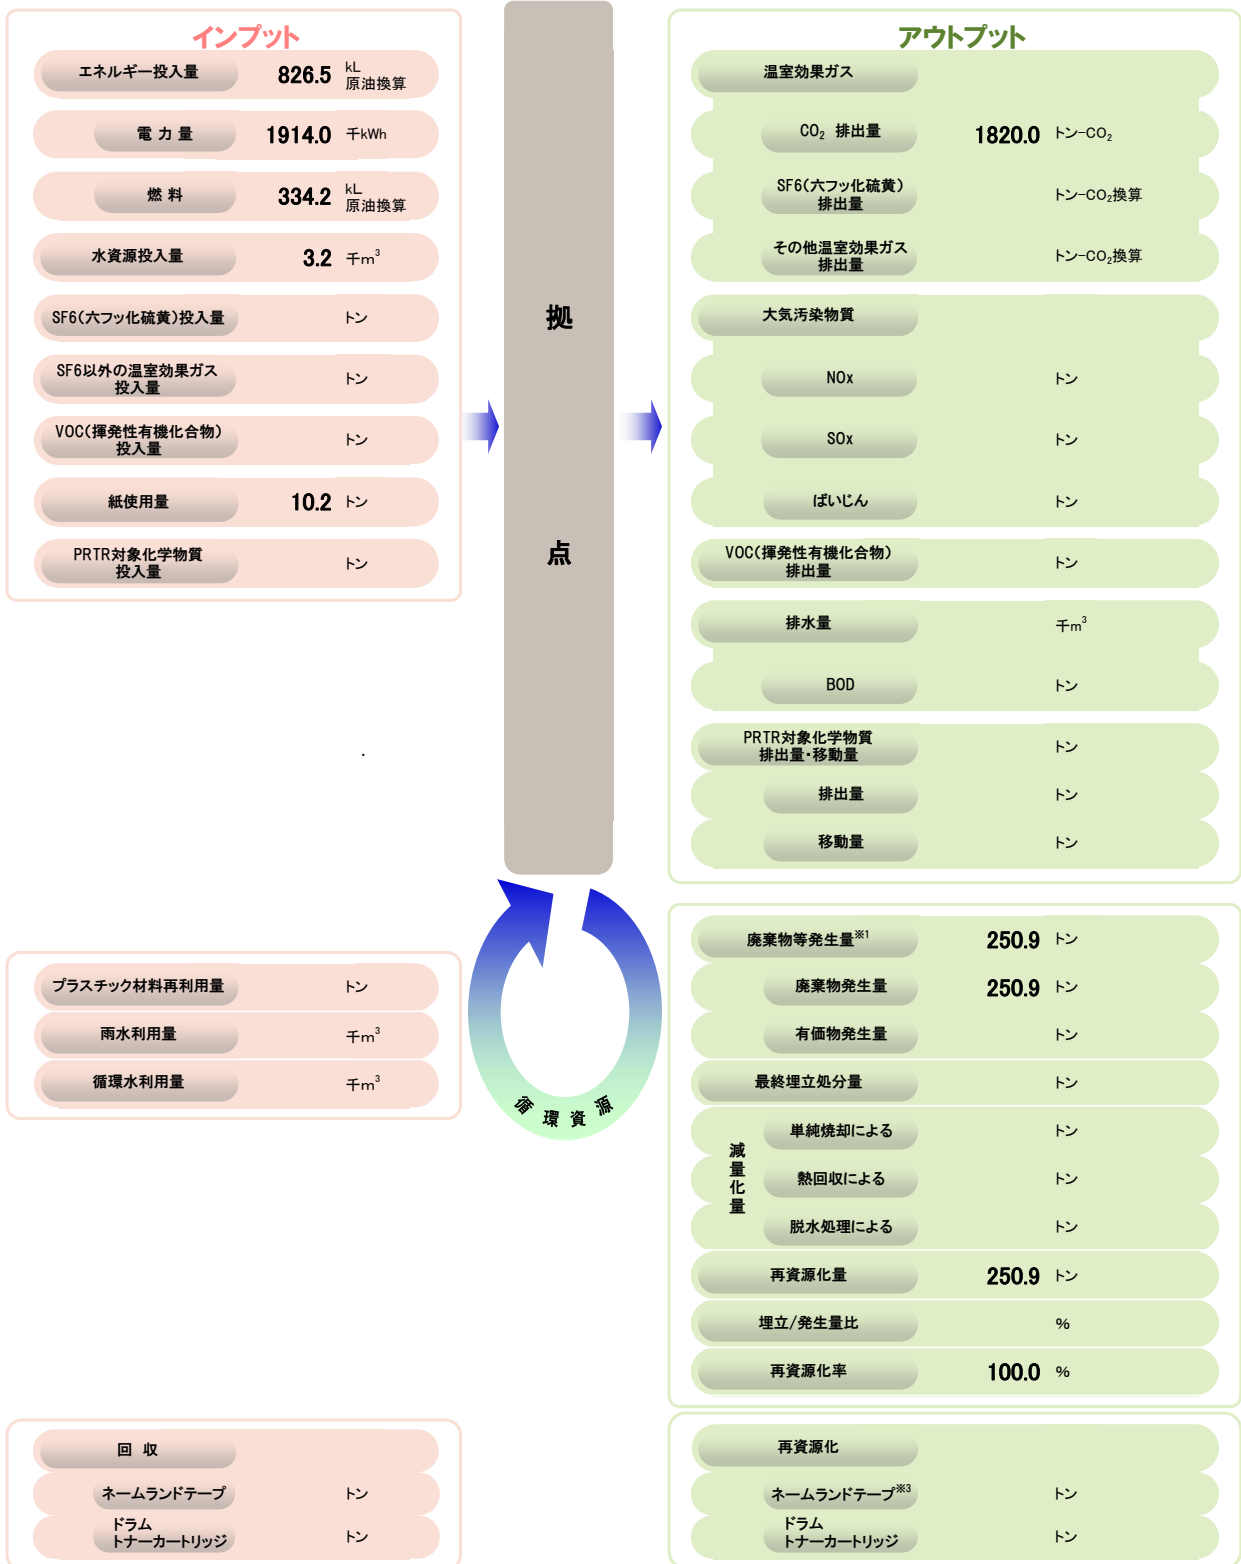 インプット
エネルギー投入量 826.5 kL
原油換算
電 力 量 1914.0 千kWh
燃 料 334.2 kL
原油換算
水資源投入量 3.2 千m³
SF6(六フッ化硫黄)投入量 トン
SF6以外の温室効果ガス
投入量 トン
VOC(揮発性有機化合物)
投入量 トン
紙使用量 10.2 トン
PRTR対象化学物質
投入量 トン
拠
点
アウトプット
温室効果ガス
CO₂ 排出量 1820.0 トン-CO₂
SF6(六フッ化硫黄)
排出量 トン-CO₂換算
その他温室効果ガス
排出量 トン-CO₂換算
大気汚染物質
NOx トン
SOx トン
ばいじん トン
VOC(揮発性有機化合物)
排出量 トン
排水量 千m³
BOD トン
PRTR対象化学物質
排出量・移動量 トン
排出量 トン
移動量 トン
プラスチック材料再利用量 トン
雨水利用量 千m³
循環水利用量 千m³
循環資源
廃棄物等発生量※1 250.9 トン
廃棄物発生量 250.9 トン
有価物発生量 トン
最終埋立処分量 トン
減量化量
単純焼却による トン
熱回収による トン
脱水処理による トン
再資源化量 250.9 トン
埋立/発生量比 %
再資源化率 100.0 %
回 収
ネームランドテープ トン
ドラム
トナーカートリッジ トン
再資源化
ネームランドテープ※3 トン
ドラム
トナーカートリッジ トン